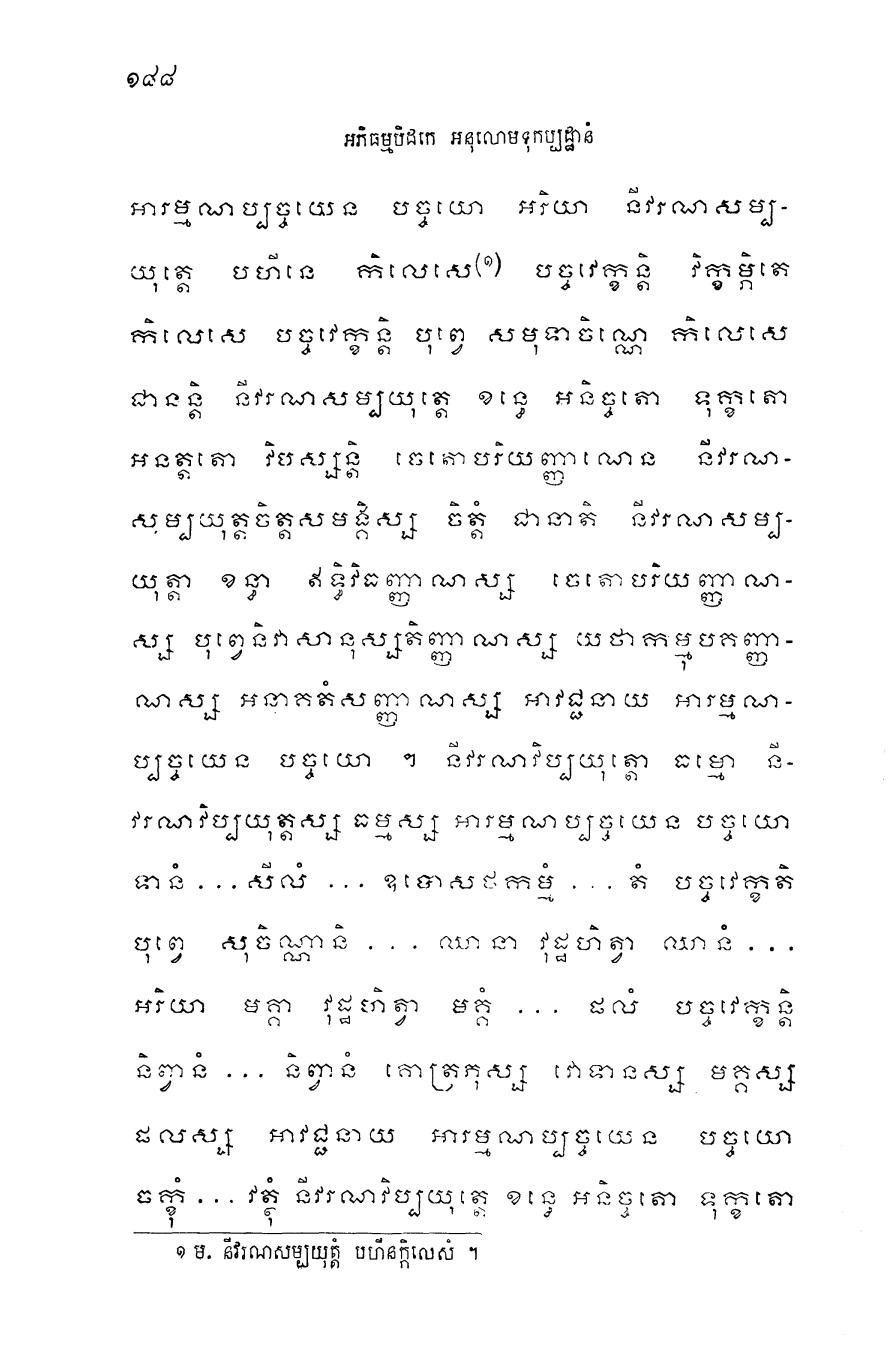 ១៤៨
អភិធម្មបិដកេ អនុលោមទុកប្បដ្ឋានំ
អារម្មណប្បច្ចយេន បច្ចយោ អរិយា នីវរណសម្ប-
យុត្តេ បហីនេ កិលេសេ(១) បច្ចវេក្ខន្តិ វិក្ខម្ភិតេ
កិលេសេ បច្ចវេក្ខន្តិ បុព្វេ សមុទាចិណ្ណេ កិលេសេ
ជានន្តិ នីវរណសម្បយុត្តេ ខន្ធេ អនិច្ចតោ ទុក្ខតោ
អនត្តតោ វិបស្សន្តិ ចេតោបរិយញ្ញាណេន នីវរណ-
សម្បយុត្តចិត្តសមង្គិស្ស ចិត្តំ ជានាតិ នីវរណសម្ប-
យុត្តា ខន្ធា ឥទ្ធិវិធញ្ញាណស្ស ចេតោបរិយញ្ញាណ-
ស្ស បុព្វេនិវាសានុស្សតិញ្ញាណស្ស យថាកម្មុបគញ្ញា-
ណស្ស អនាគតំសញ្ញាណស្ស អាវជ្ជនាយ អារម្មណ-
ប្បច្ចយេន បច្ចយោ ។ នីវរណវិប្បយុត្តោ ធម្មោ នី-
វរណវិប្បយុត្តស្ស ធម្មស្ស អារម្មណប្បច្ចយេន បច្ចយោ
ទានំ ... សីលំ ... ឧបោសថកម្មំ ... តំ បច្ចវេក្ខតិ
បុព្វេ សុចិណ្ណានិ ... ឈានា វុដ្ឋហិត្វា ឈានំ ...
អរិយា មគ្គា វុដ្ឋហិត្វា មគ្គំ ... ផលំ បច្ចវេក្ខន្តិ
និព្វានំ ... និព្វានំ គោត្រភុស្ស វោទានស្ស មគ្គស្ស
ផលស្ស អាវជ្ជនាយ អារម្មណប្បច្ចយេន បច្ចយោ
ចក្ខុំ ... វត្ថុំ នីវរណវិប្បយុត្តេ ខន្ធេ អនិច្ចតោ ទុក្ខតោ
១ ម. នីវរណសម្បយុត្តំ បហីនក្កិលេសំ ។